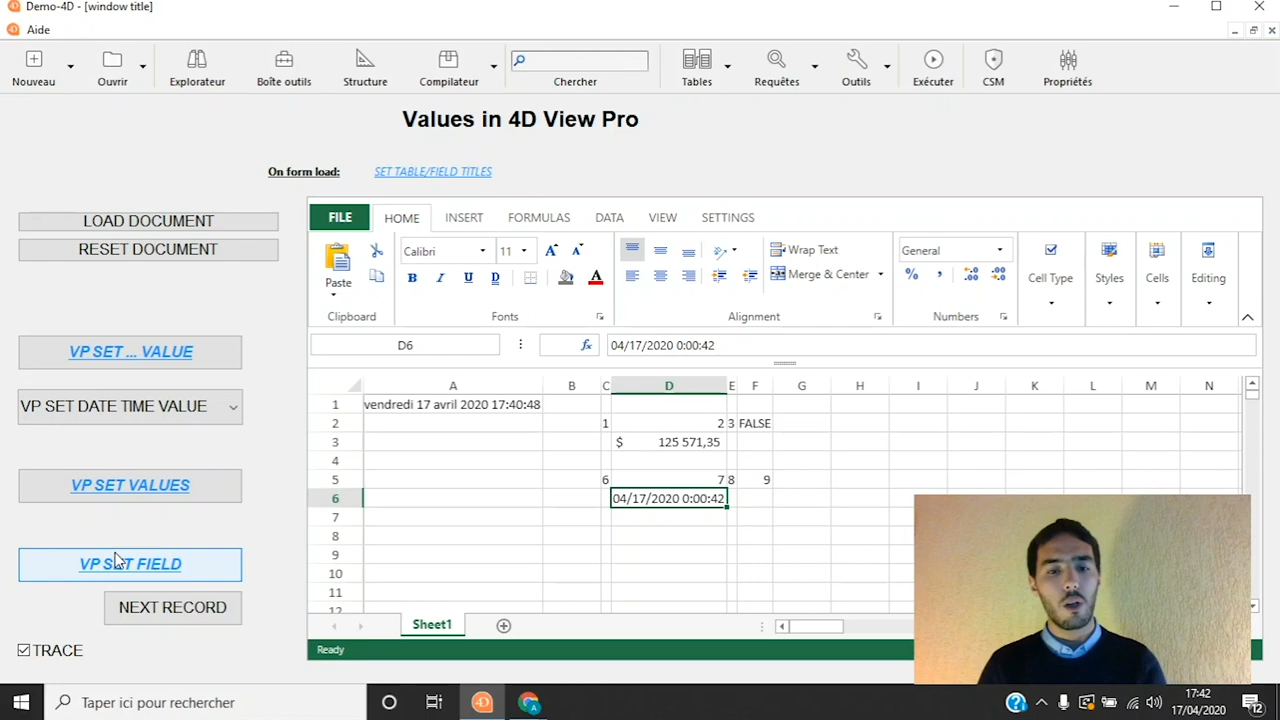 Demo-4D - [window title]
Aide
Nouveau Ouvrir Explorateur Boîte outils Structure Compilateur Chercher Tables Requêtes Outils Exécuter CSM Propriétés
Values in 4D View Pro
On form load: SET TABLE/FIELD TITLES
LOAD DOCUMENT
RESET DOCUMENT
VP SET ... VALUE
VP SET DATE TIME VALUE
VP SET VALUES
VP SET FIELD
NEXT RECORD
TRACE
FILE HOME INSERT FORMULAS DATA VIEW SETTINGS
Calibri 11 Wrap Text General
Paste B I U D A Merge & Center % , Cell Type Styles Cells Editing
Clipboard Fonts Alignment Numbers
D6 fx 04/17/2020 0:00:42
A B C D E F G H I J K L M N
1 vendredi 17 avril 2020 17:40:48
2 1 2 3 FALSE
3 $ 125 571,35
4
5 6 7 8 9
6 04/17/2020 0:00:42
7
8
9
10
11
12
Sheet1
Ready
Taper ici pour rechercher
17:42
17/04/2020
12